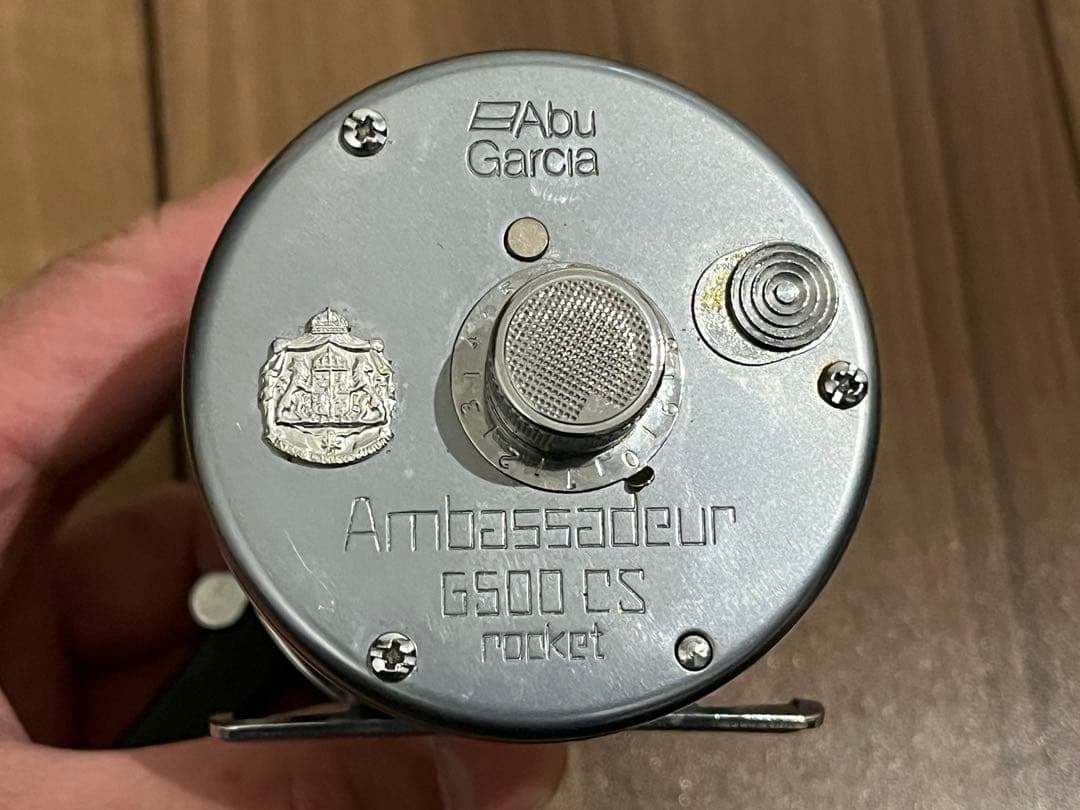 Abu
Garcia
Ambassadeur
6500 CS
rocket